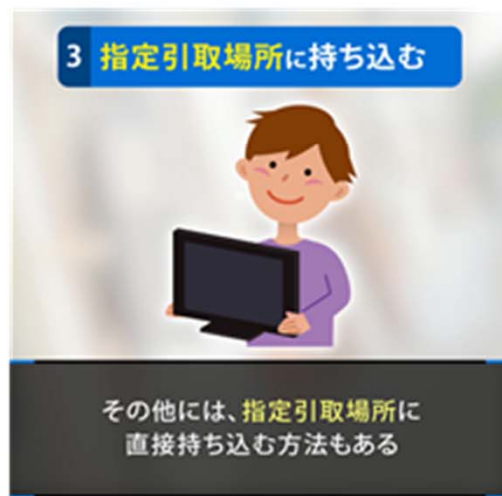 3 指定引取場所に持ち込む
その他には、指定引取場所に
直接持ち込む方法もある